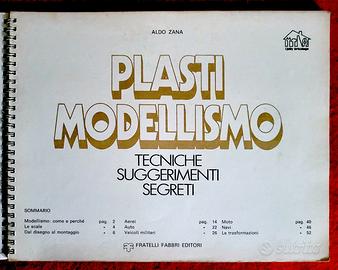 ALDO ZANA
PLASTI
MODELLISMO
TECNICHE
SUGGERIMENTI
SEGRETI
SOMMARIO
Modellismo: come e perché pag. 2
Le scale » 4
Dal disegno al montaggio » 6
Aerei pag. 14
Auto » 22
Veicoli militari » 26
Moto pag. 40
Navi » 46
Le trasformazioni » 52
FRATELLI FABBRI EDITORI
subito